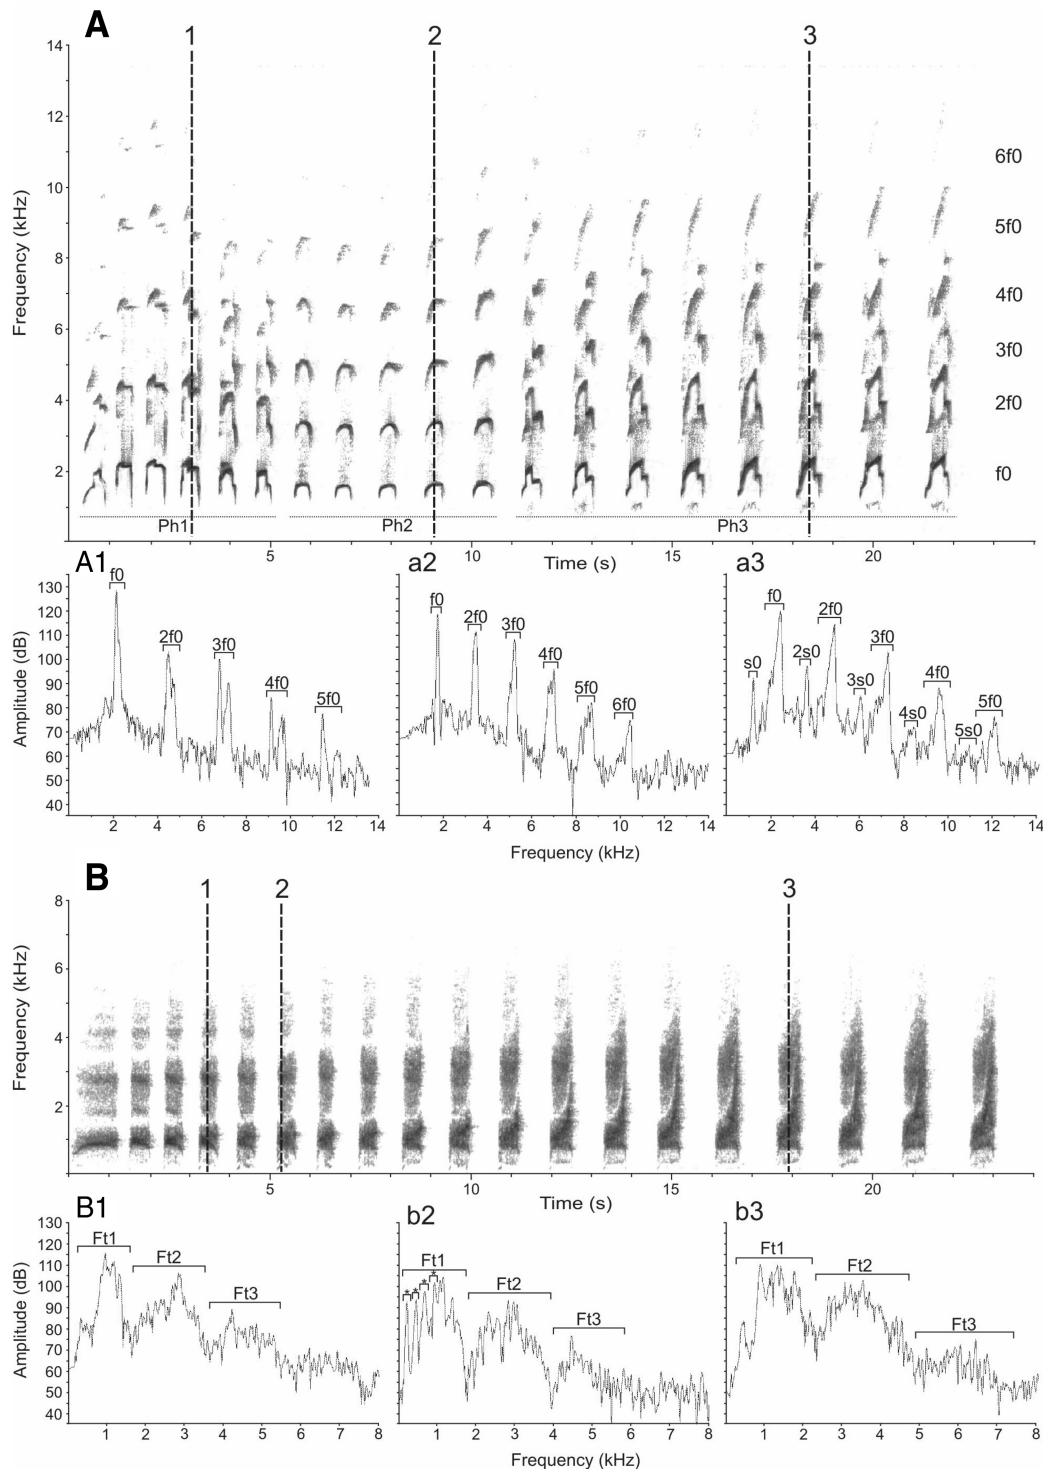 A
1 2 3
14
12
10
8
6
4
2
Frequency (kHz)
6f0
5f0
4f0
3f0
2f0
f0
Ph1 Ph2 Ph3
5 10 15 20
Time (s)
A1 a2 a3
130
120
110
100
90
80
70
60
50
40
Amplitude (dB)
f0 2f0 3f0 4f0 5f0
f0 2f0 3f0 4f0 5f0 6f0
s0 f0 2s0 2f0 3s0 3f0 4s0 4f0 5s0 5f0
2 4 6 8 10 12 14 2 4 6 8 10 12 14 2 4 6 8 10 12 14
Frequency (kHz)
B
1 2 3
8
6
4
2
Frequency (kHz)
5 10 15 20
Time (s)
B1 b2 b3
130
120
110
100
90
80
70
60
50
40
Amplitude (dB)
Ft1 Ft2 Ft3
Ft1 Ft2 Ft3
* * * *
Ft1 Ft2 Ft3
1 2 3 4 5 6 7 8 1 2 3 4 5 6 7 8 1 2 3 4 5 6 7 8
Frequency (kHz)